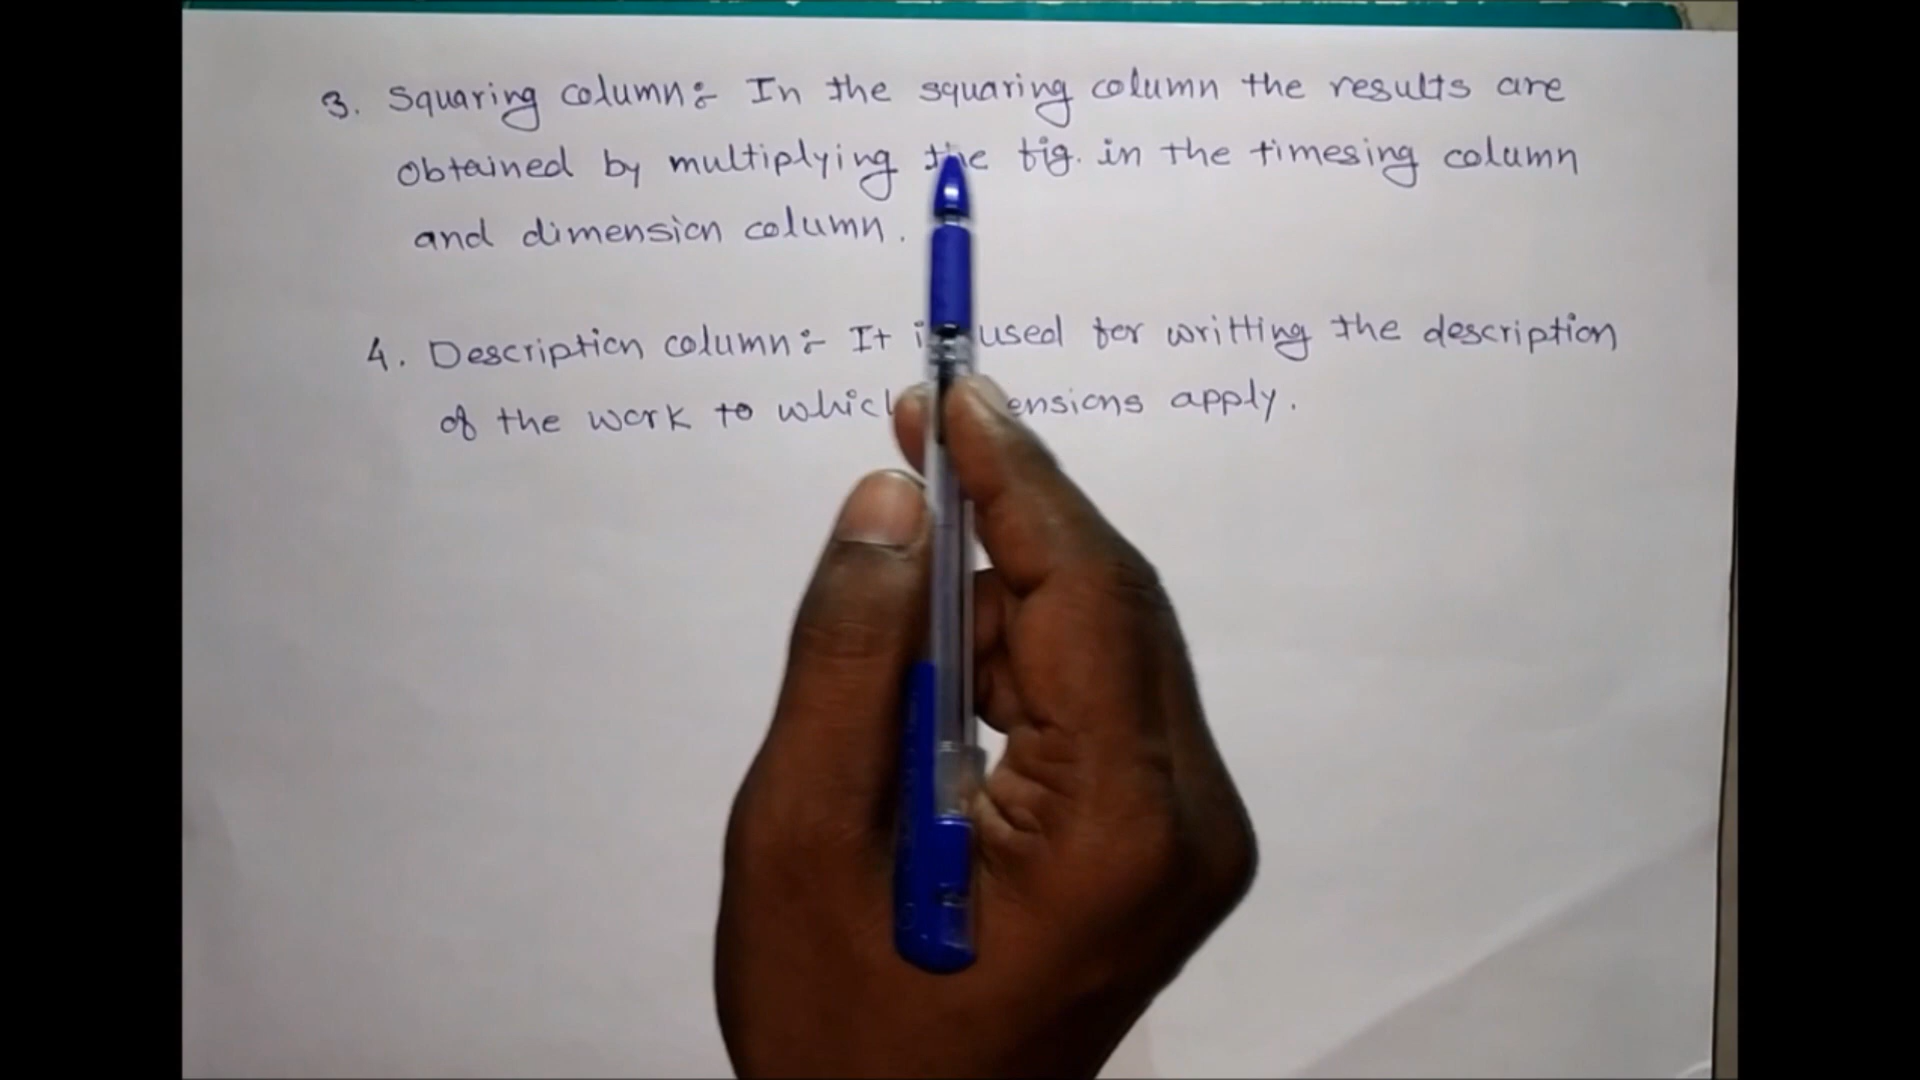 3. Squaring column:- In the squaring column the results are
obtained by multiplying the fig. in the timesing column
and dimension column.
4. Description column:- It used for writting the description
of the work to which apply.